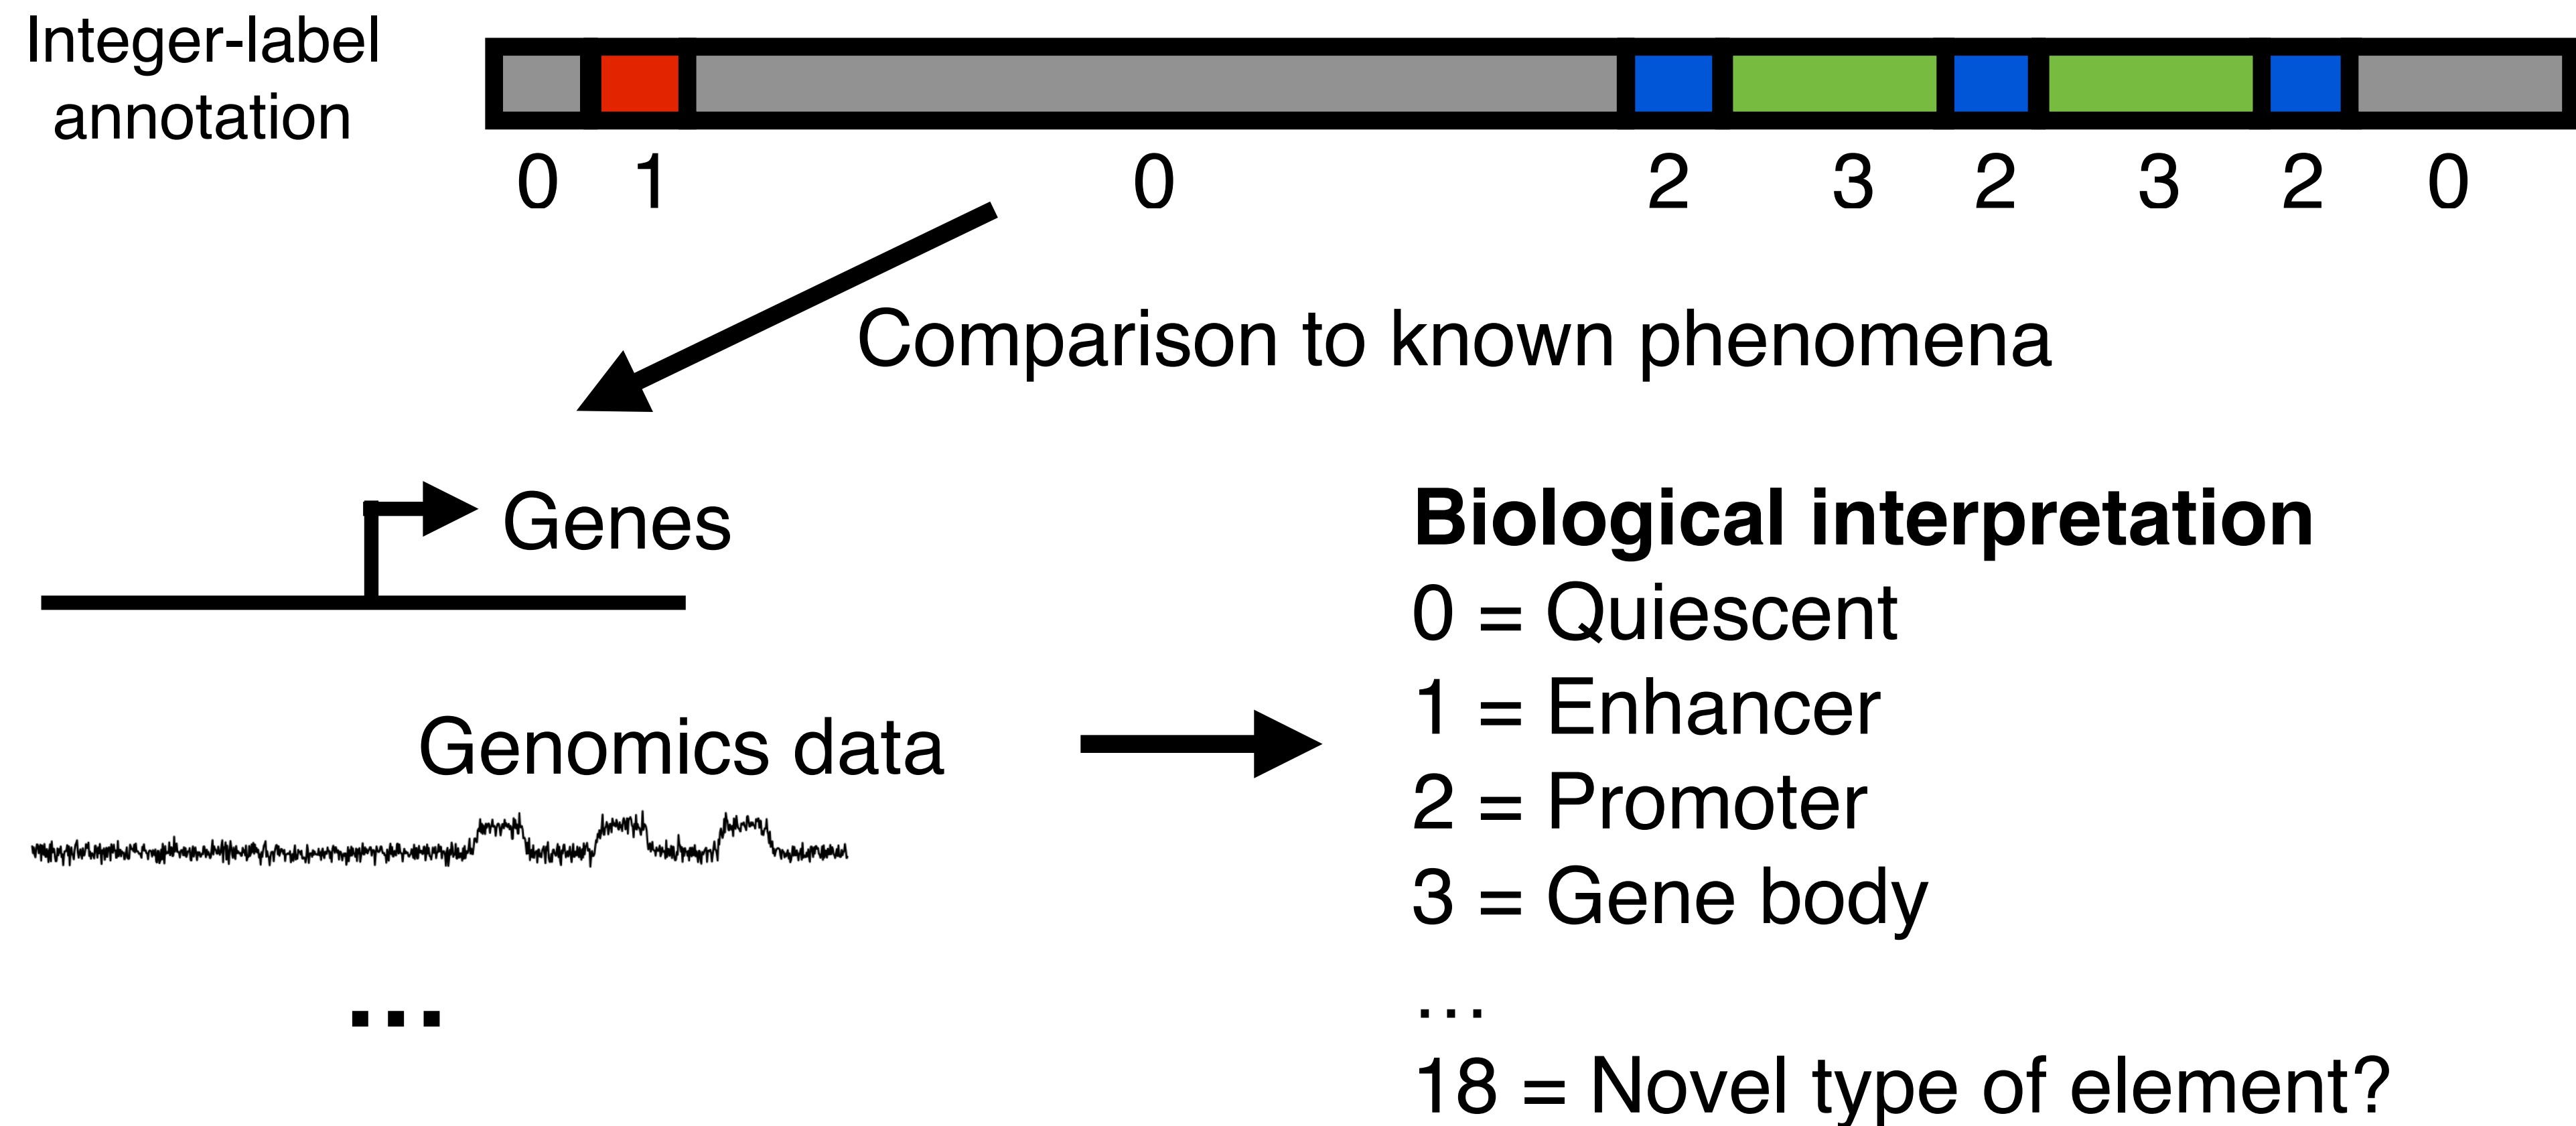 Integer-label
annotation
0 1 0 2 3 2 3 2 0
Comparison to known phenomena
Genes
Genomics data
...
Biological interpretation
0 = Quiescent
1 = Enhancer
2 = Promoter
3 = Gene body
...
18 = Novel type of element?